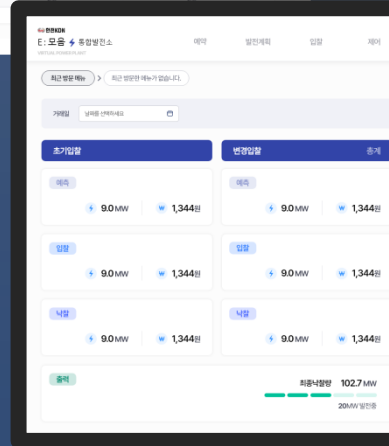 한전KDN
E:모음 통합발전소
VIRTUAL POWER PLANT
예약 발전계획 입찰 제어
최근 방문 메뉴 > 최근 방문한 메뉴가 없습니다.
거래일 날짜를 선택하세요
초기입찰 변경입찰 총계
예측 예측
9.0 MW ₩ 1,344원 9.0 MW ₩ 1,344원
입찰 입찰
9.0 MW ₩ 1,344원 9.0 MW ₩ 1,344원
낙찰 낙찰
9.0 MW ₩ 1,344원 9.0 MW ₩ 1,344원
출력
최종낙찰량 102.7 MW
20MW 발전중